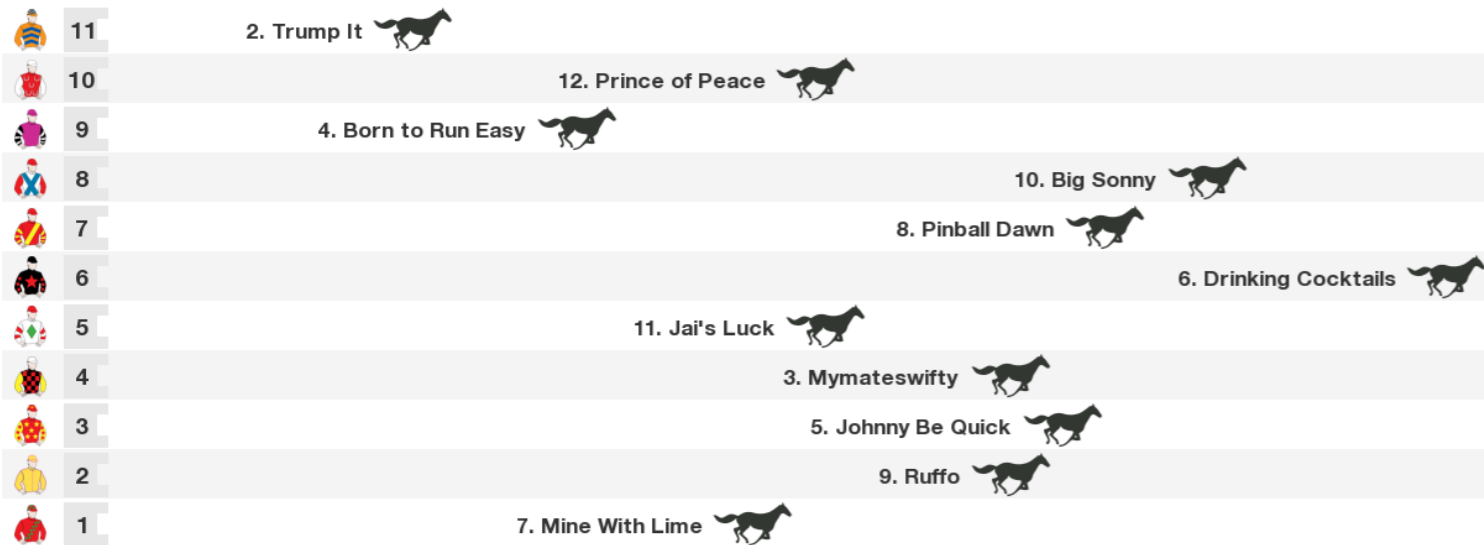 11 2. Trump It
10 12. Prince of Peace
9 4. Born to Run Easy
8 10. Big Sonny
7 8. Pinball Dawn
6 6. Drinking Cocktails
5 11. Jai's Luck
4 3. Mymateswifty
3 5. Johnny Be Quick
2 9. Ruffo
1 7. Mine With Lime